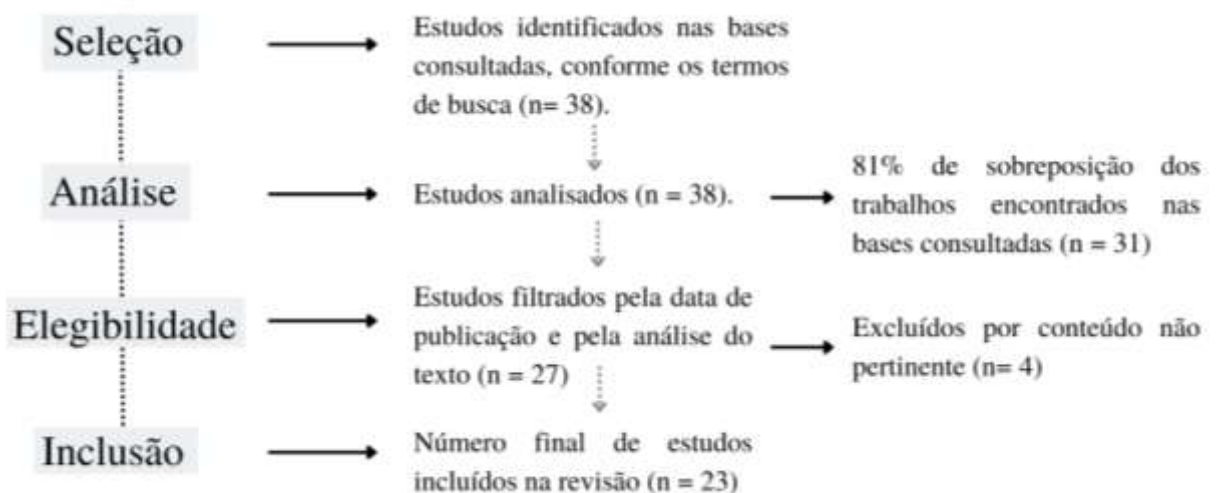 Seleção
Estudos identificados nas bases
consultadas, conforme os termos
de busca (n= 38).
Análise
Estudos analisados (n = 38).
81% de sobreposição dos
trabalhos encontrados nas
bases consultadas (n = 31)
Elegibilidade
Estudos filtrados pela data de
publicação e pela análise do
texto (n = 27)
Excluídos por conteúdo não
pertinente (n= 4)
Inclusão
Número final de estudos
incluídos na revisão (n = 23)